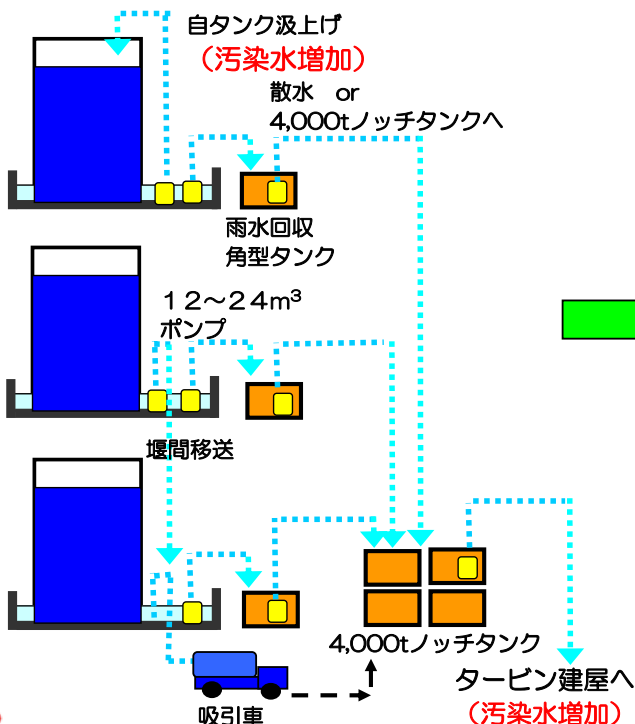 自タンク汲上げ
（汚染水増加）
散水　or
4,000tノッチタンクへ
雨水回収
角型タンク
１２～２４m³
ポンプ
堰間移送
4,000tノッチタンク
タービン建屋へ
（汚染水増加）
吸引車